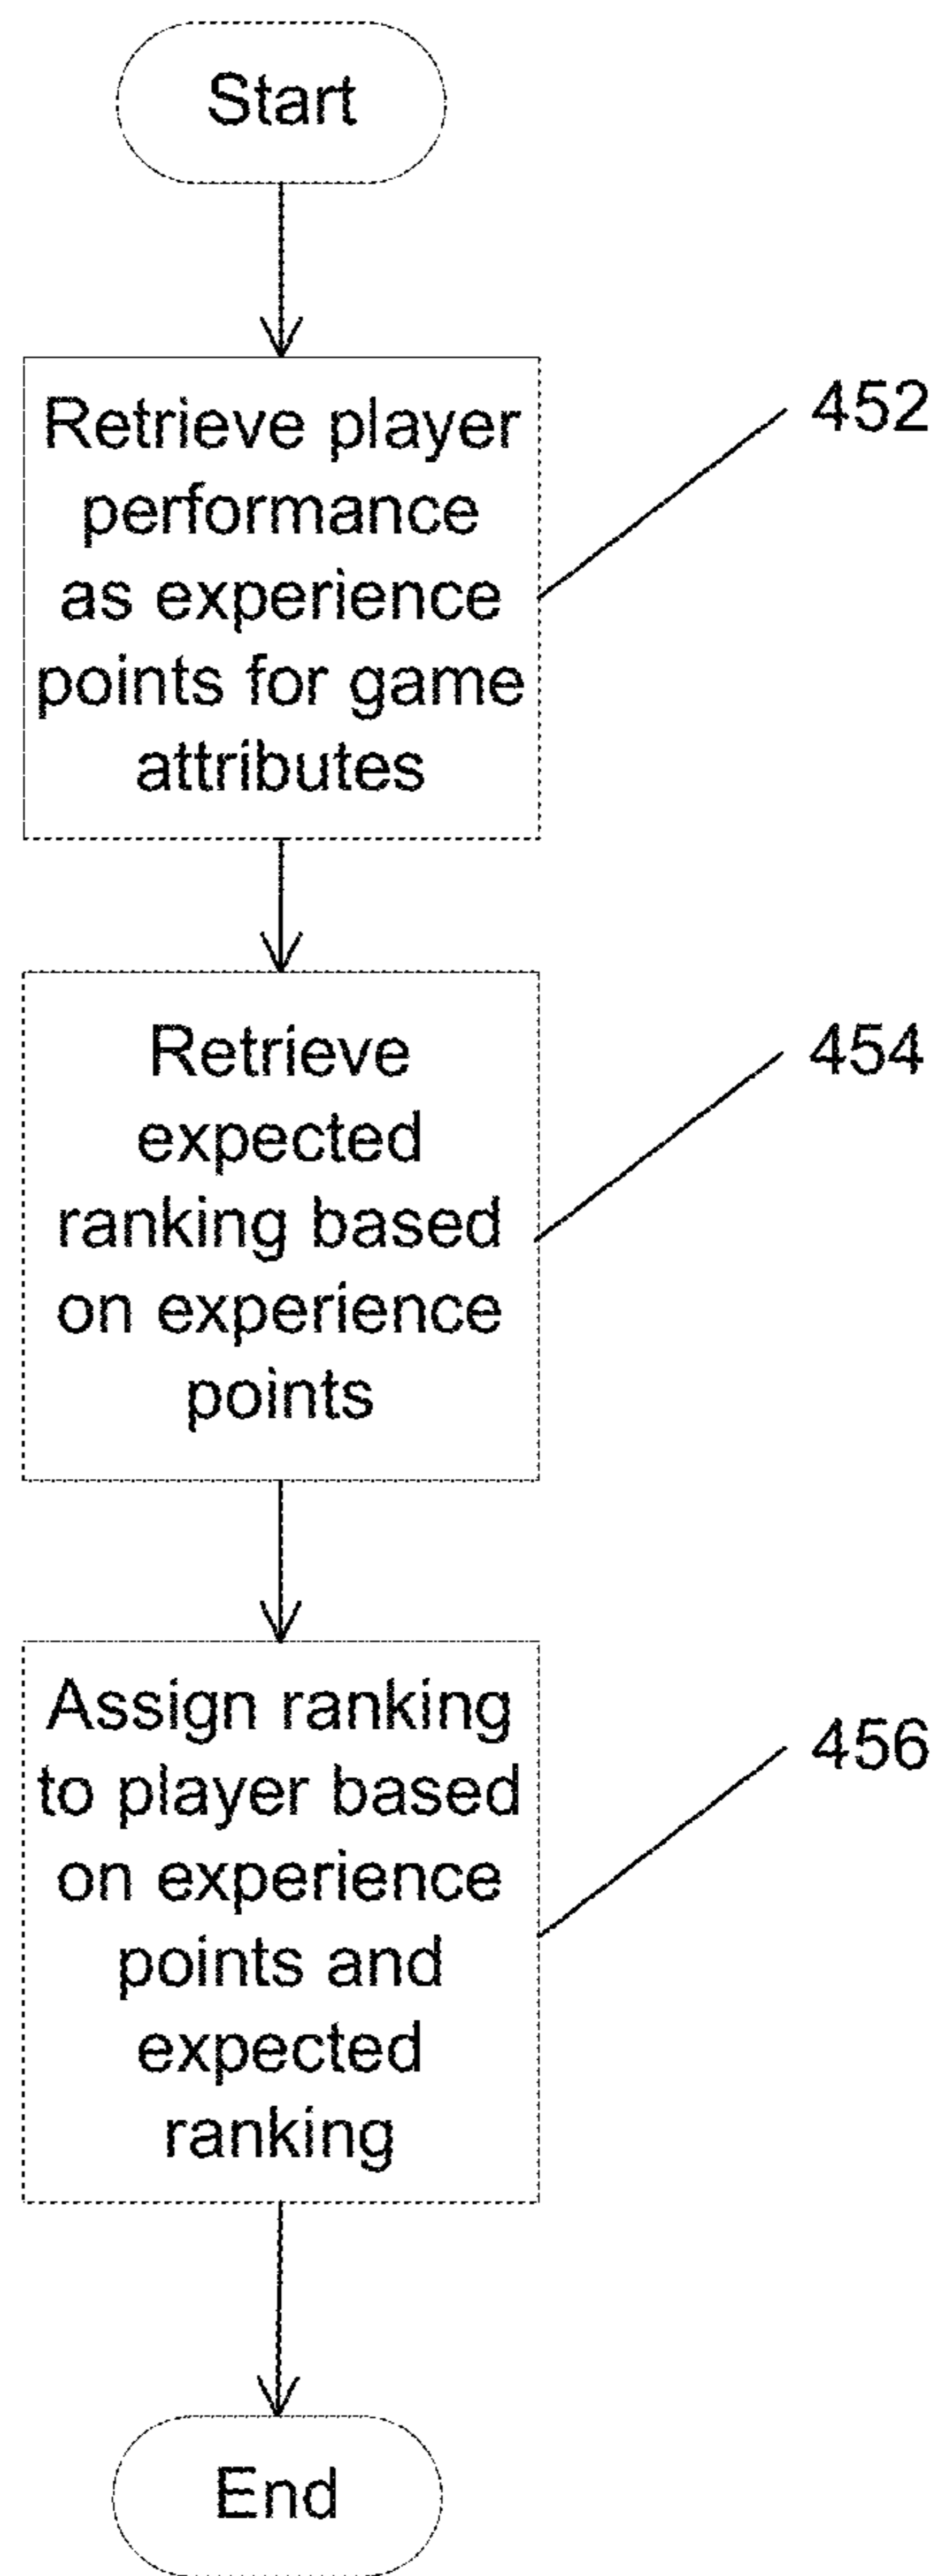 Start
Retrieve player
performance
as experience
points for game
attributes
452
Retrieve
expected
ranking based
on experience
points
454
Assign ranking
to player based
on experience
points and
expected
ranking
456
End